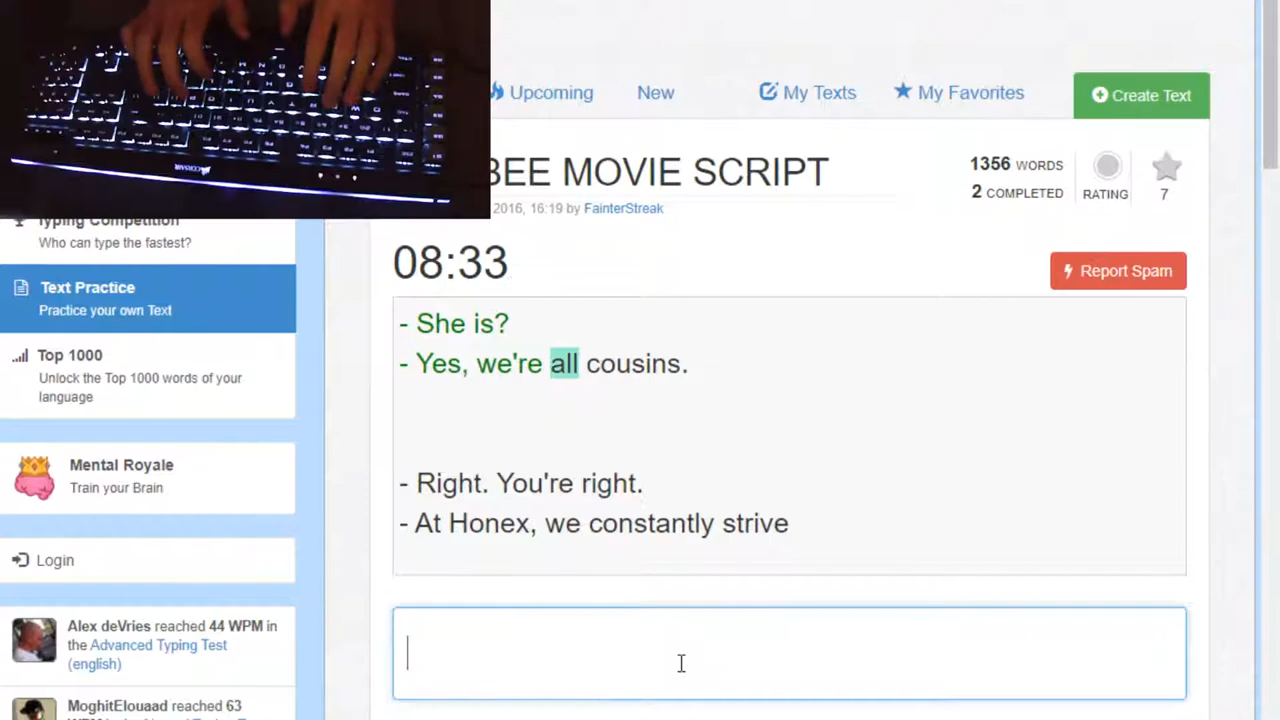 CORSAIR
Upcoming
New
My Texts
My Favorites
Create Text
BEE MOVIE SCRIPT
1356 WORDS
2 COMPLETED
RATING
7
2016, 16:19 by FainterStreak
Typing Competition
Who can type the fastest?
08:33
Report Spam
Text Practice
Practice your own Text
- She is?
- Yes, we're all cousins.
- Right. You're right.
- At Honex, we constantly strive
Top 1000
Unlock the Top 1000 words of your
language
Mental Royale
Train your Brain
Login
Alex deVries reached 44 WPM in
the Advanced Typing Test
(english)
MoghitElouaad reached 63